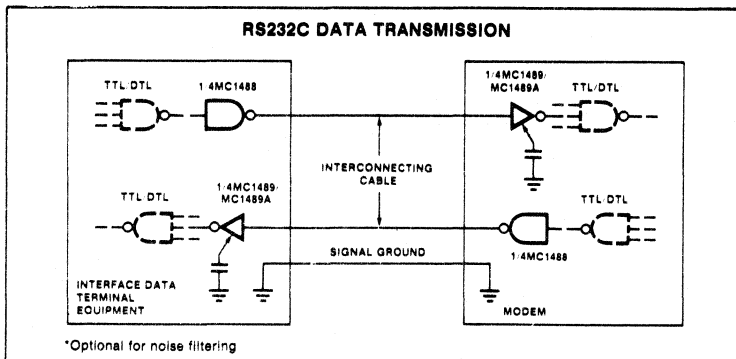 RS232C DATA TRANSMISSION
TTL/DTL
1/4MC1488
1/4MC1489/
MC1489A
TTL/DTL
INTERCONNECTING
CABLE
TTL/DTL
1/4MC1489/
MC1489A
TTL/DTL
1/4MC1488
SIGNAL GROUND
INTERFACE DATA
TERMINAL
EQUIPMENT
MODEM
*Optional for noise filtering